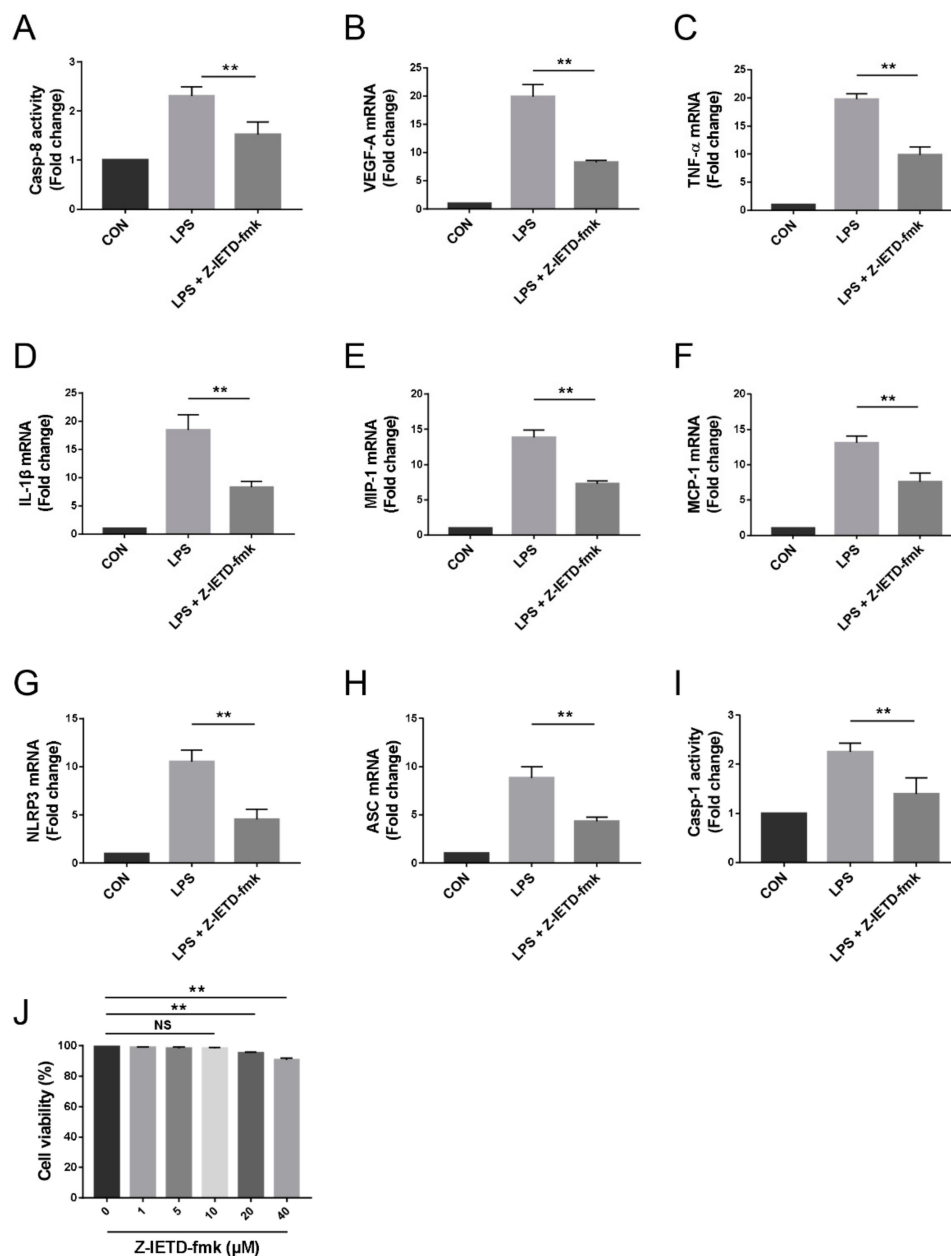 A
Casp-8 activity
(Fold change)
3
2
1
0
**
CON
LPS
LPS + Z-IETD-fmk
B
VEGF-A mRNA
(Fold change)
25
20
15
10
5
0
**
CON
LPS
LPS + Z-IETD-fmk
C
TNF-α mRNA
(Fold change)
25
20
15
10
5
0
**
CON
LPS
LPS + Z-IETD-fmk
D
IL-1β mRNA
(Fold change)
25
20
15
10
5
0
**
CON
LPS
LPS + Z-IETD-fmk
E
MIP-1 mRNA
(Fold change)
20
15
10
5
0
**
CON
LPS
LPS + Z-IETD-fmk
F
MCP-1 mRNA
(Fold change)
20
15
10
5
0
**
CON
LPS
LPS + Z-IETD-fmk
G
NLRP3 mRNA
(Fold change)
15
10
5
0
**
CON
LPS
LPS + Z-IETD-fmk
H
ASC mRNA
(Fold change)
15
10
5
0
**
CON
LPS
LPS + Z-IETD-fmk
I
Casp-1 activity
(Fold change)
3
2
1
0
**
CON
LPS
LPS + Z-IETD-fmk
J
Cell viability (%)
100
80
60
40
20
0
**
**
NS
0
1
5
10
20
40
Z-IETD-fmk (μM)